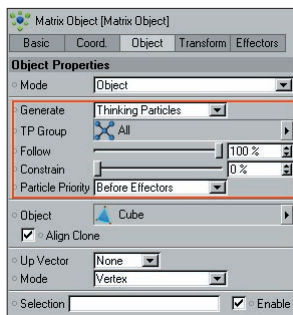 Matrix Object [Matrix Object]
Basic Coord. Object Transform Effectors
Object Properties
Mode Object
Generate Thinking Particles
TP Group All
Follow 100 %
Constrain 0 %
Particle Priority Before Effectors
Object Cube
Align Clone
Up Vector None
Mode Vertex
Selection Enable